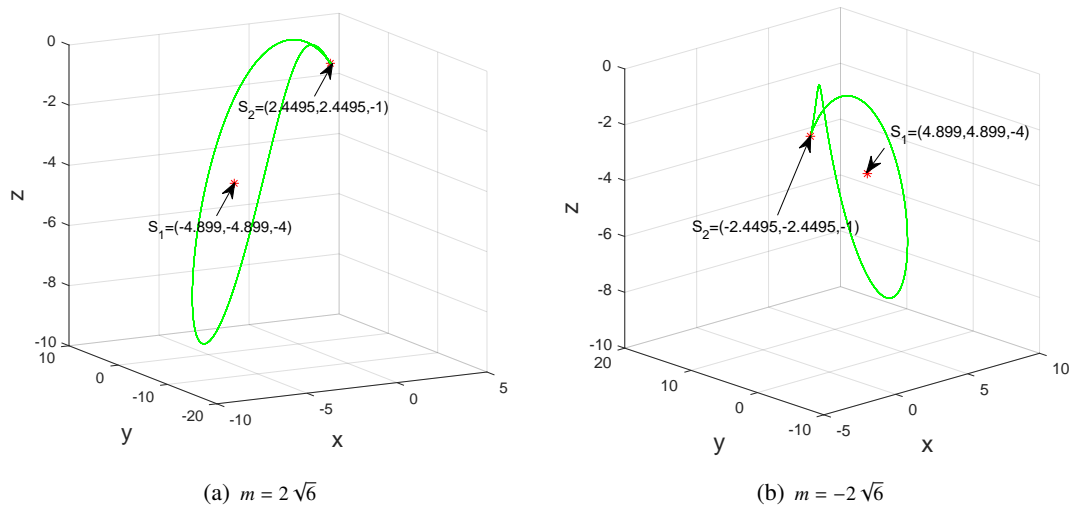 0
-2
-4
-6
-8
-10
z
10
0
-10
-20
y
-10
-5
0
5
x
S2=(2.4495,2.4495,-1)
S1=(-4.899,-4.899,-4)
(a) m = 2√6
0
-2
-4
-6
-8
-10
z
20
10
0
-10
y
-5
0
5
10
x
S1=(4.899,4.899,-4)
S2=(-2.4495,-2.4495,-1)
(b) m = −2√6